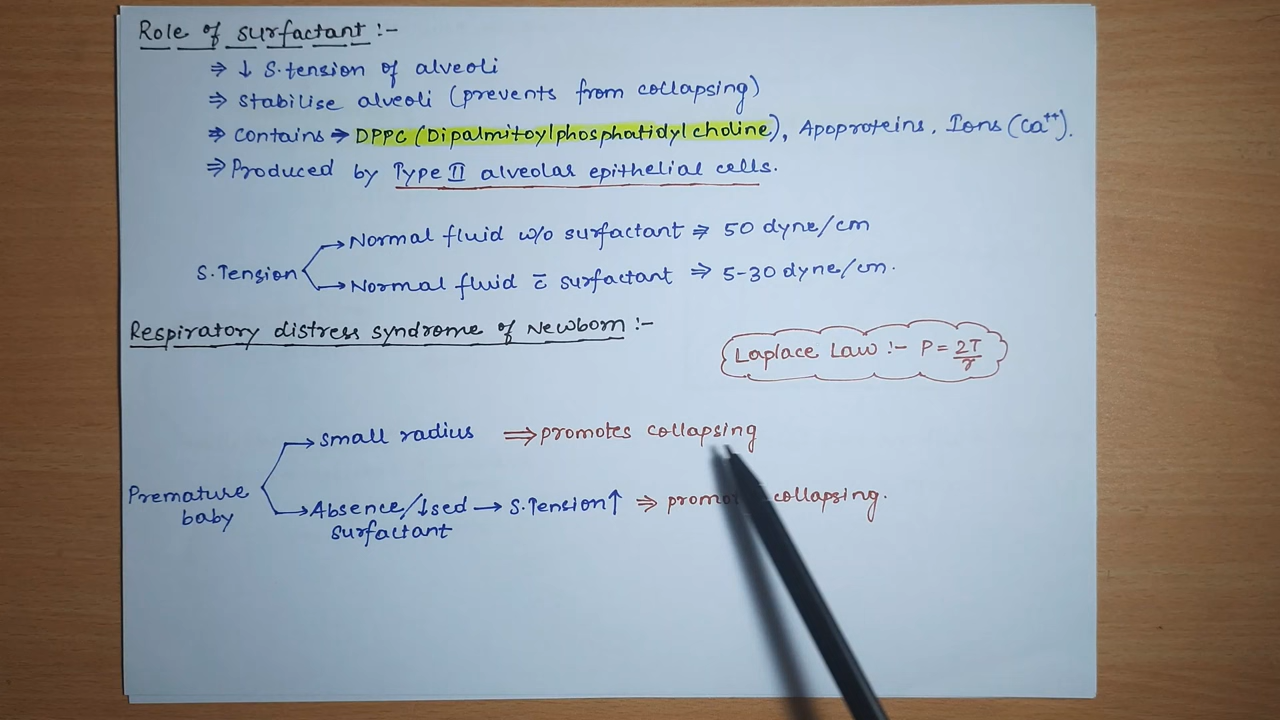 Role of surfactant :-
⇒ ↓ S.tension of alveoli
⇒ Stabilise alveoli (prevents from collapsing)
⇒ contains → DPPC (Dipalmitoylphosphatidylcholine), Apoproteins, Ions (Ca⁺⁺).
⇒ Produced by Type II alveolar epithelial cells.
→ Normal fluid w/o surfactant ⇒ 50 dyne/cm
S.Tension
→ Normal fluid c̄ surfactant ⇒ 5-30 dyne/cm.
Respiratory distress syndrome of Newborn :-
Laplace Law :- P = 2T/r
→ small radius ⇒ promotes collapsing
Premature baby
→ Absence/↓sed surfactant → S.Tension ↑ ⇒ collapsing.